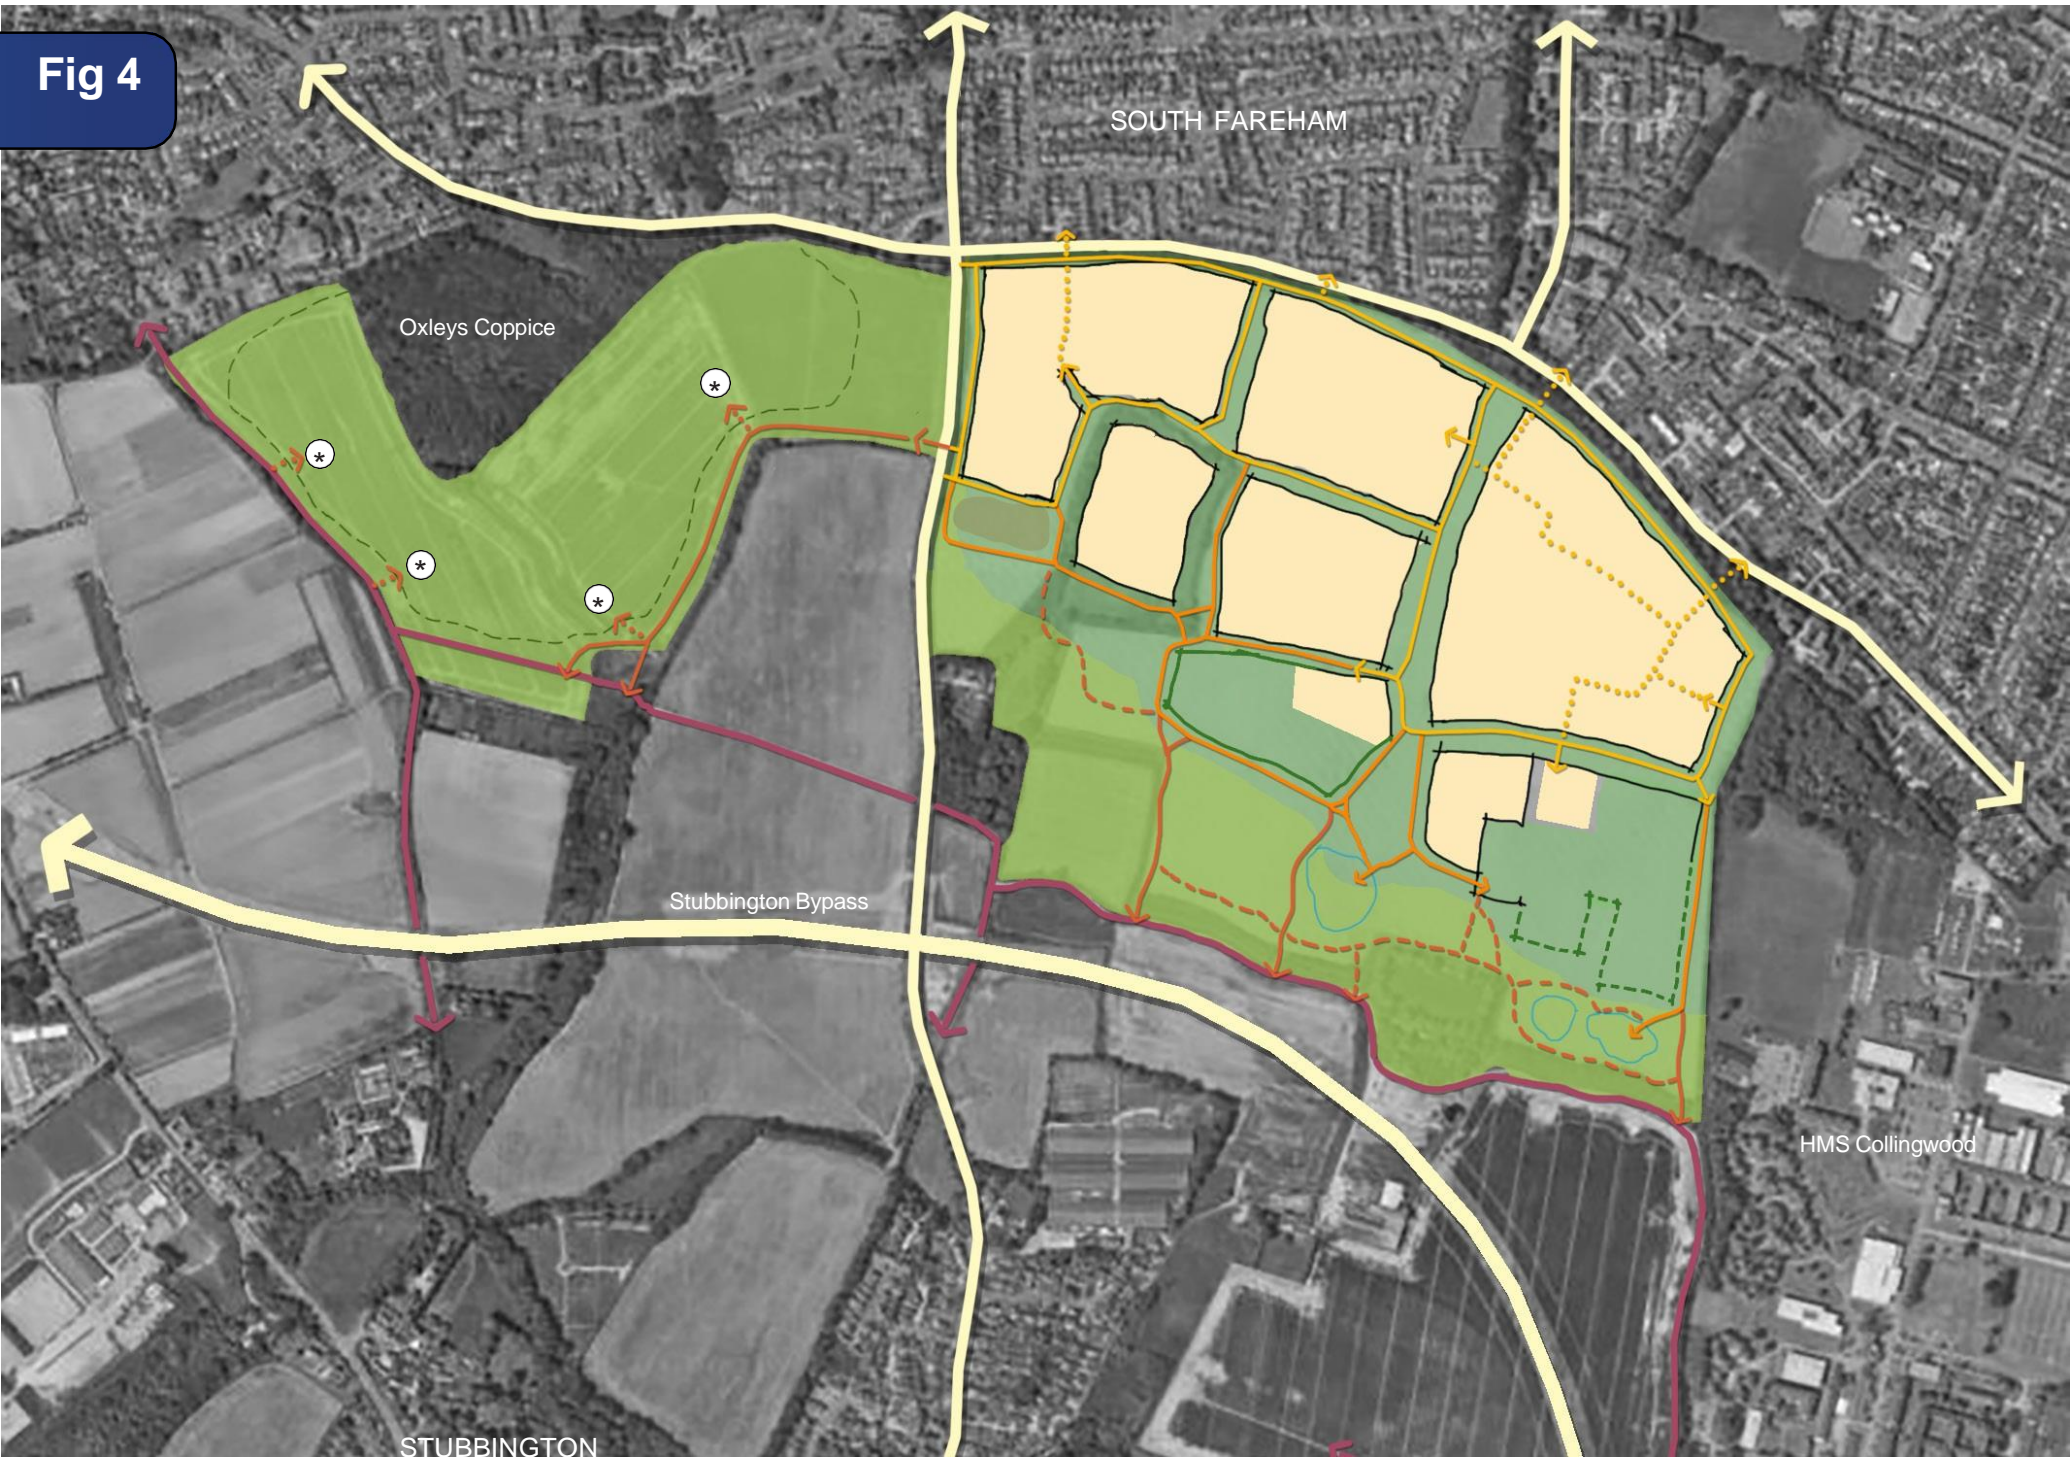 Fig 4
SOUTH FAREHAM
Oxleys Coppice
*
*
*
*
Stubbington Bypass
HMS Collingwood
STUBBINGTON